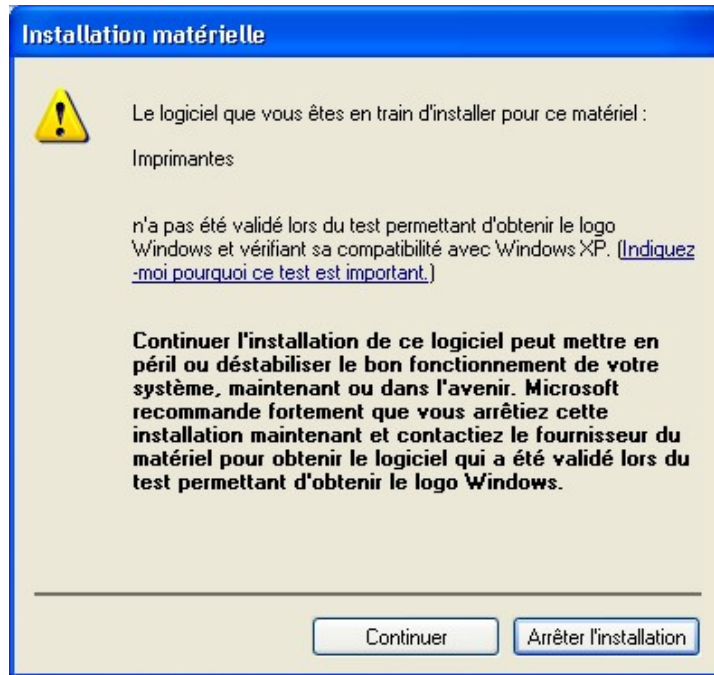 Installation matérielle
Le logiciel que vous êtes en train d'installer pour ce matériel :
Imprimantes
n'a pas été validé lors du test permettant d'obtenir le logo
Windows et vérifiant sa compatibilité avec Windows XP. (Indiquez
-moi pourquoi ce test est important.)
Continuer l'installation de ce logiciel peut mettre en
péril ou déstabiliser le bon fonctionnement de votre
système, maintenant ou dans l'avenir. Microsoft
recommande fortement que vous arrêtiez cette
installation maintenant et contactiez le fournisseur du
matériel pour obtenir le logiciel qui a été validé lors du
test permettant d'obtenir le logo Windows.
Continuer Arrêter l'installation